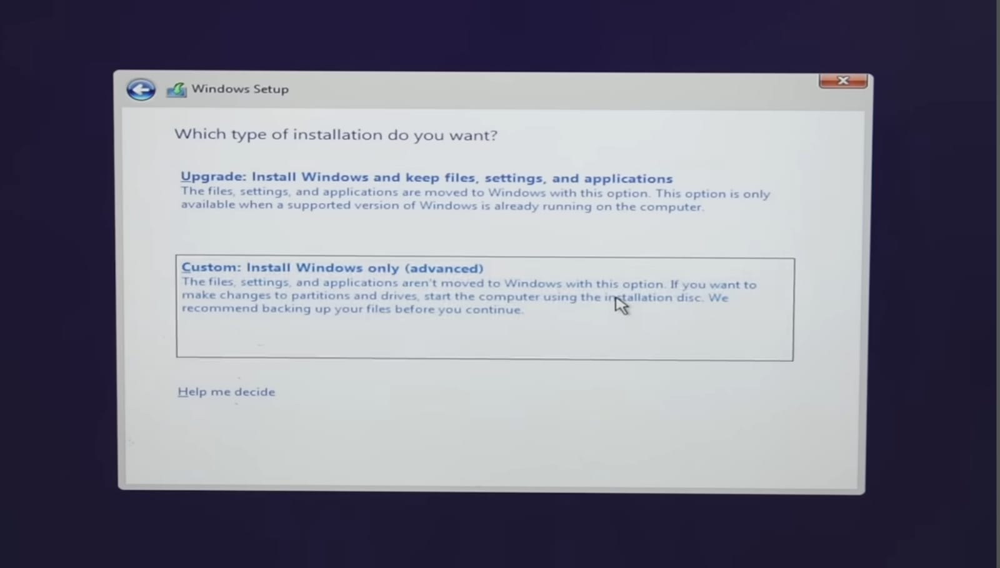 Windows Setup
Which type of installation do you want?
Upgrade: Install Windows and keep files, settings, and applications
The files, settings, and applications are moved to Windows with this option. This option is only
available when a supported version of Windows is already running on the computer.
Custom: Install Windows only (advanced)
The files, settings, and applications aren't moved to Windows with this option. If you want to
make changes to partitions and drives, start the computer using the installation disc. We
recommend backing up your files before you continue.
Help me decide